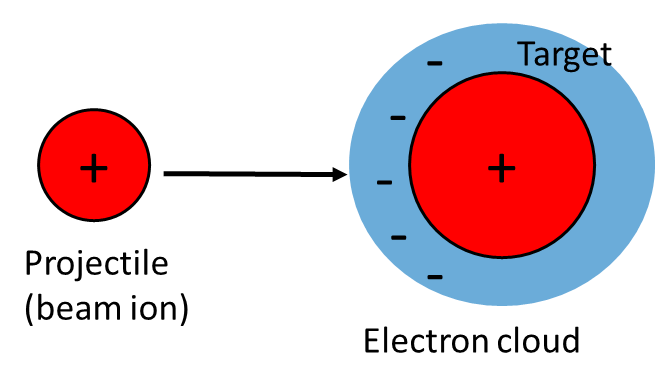 Target
-
-
+
+
-
-
-
Projectile
(beam ion)
Electron cloud